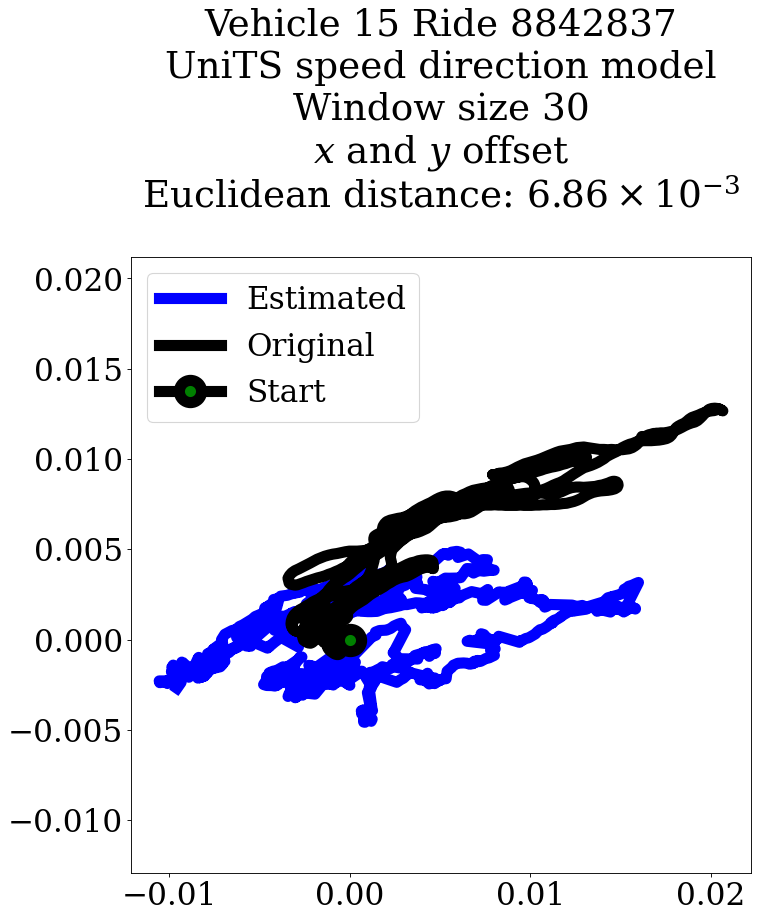 Vehicle 15 Ride 8842837
UniTS speed direction model
Window size 30
x and y offset
Euclidean distance: 6.86 × 10⁻³
Estimated
Original
Start
0.020
0.015
0.010
0.005
0.000
−0.005
−0.010
−0.01 0.00 0.01 0.02